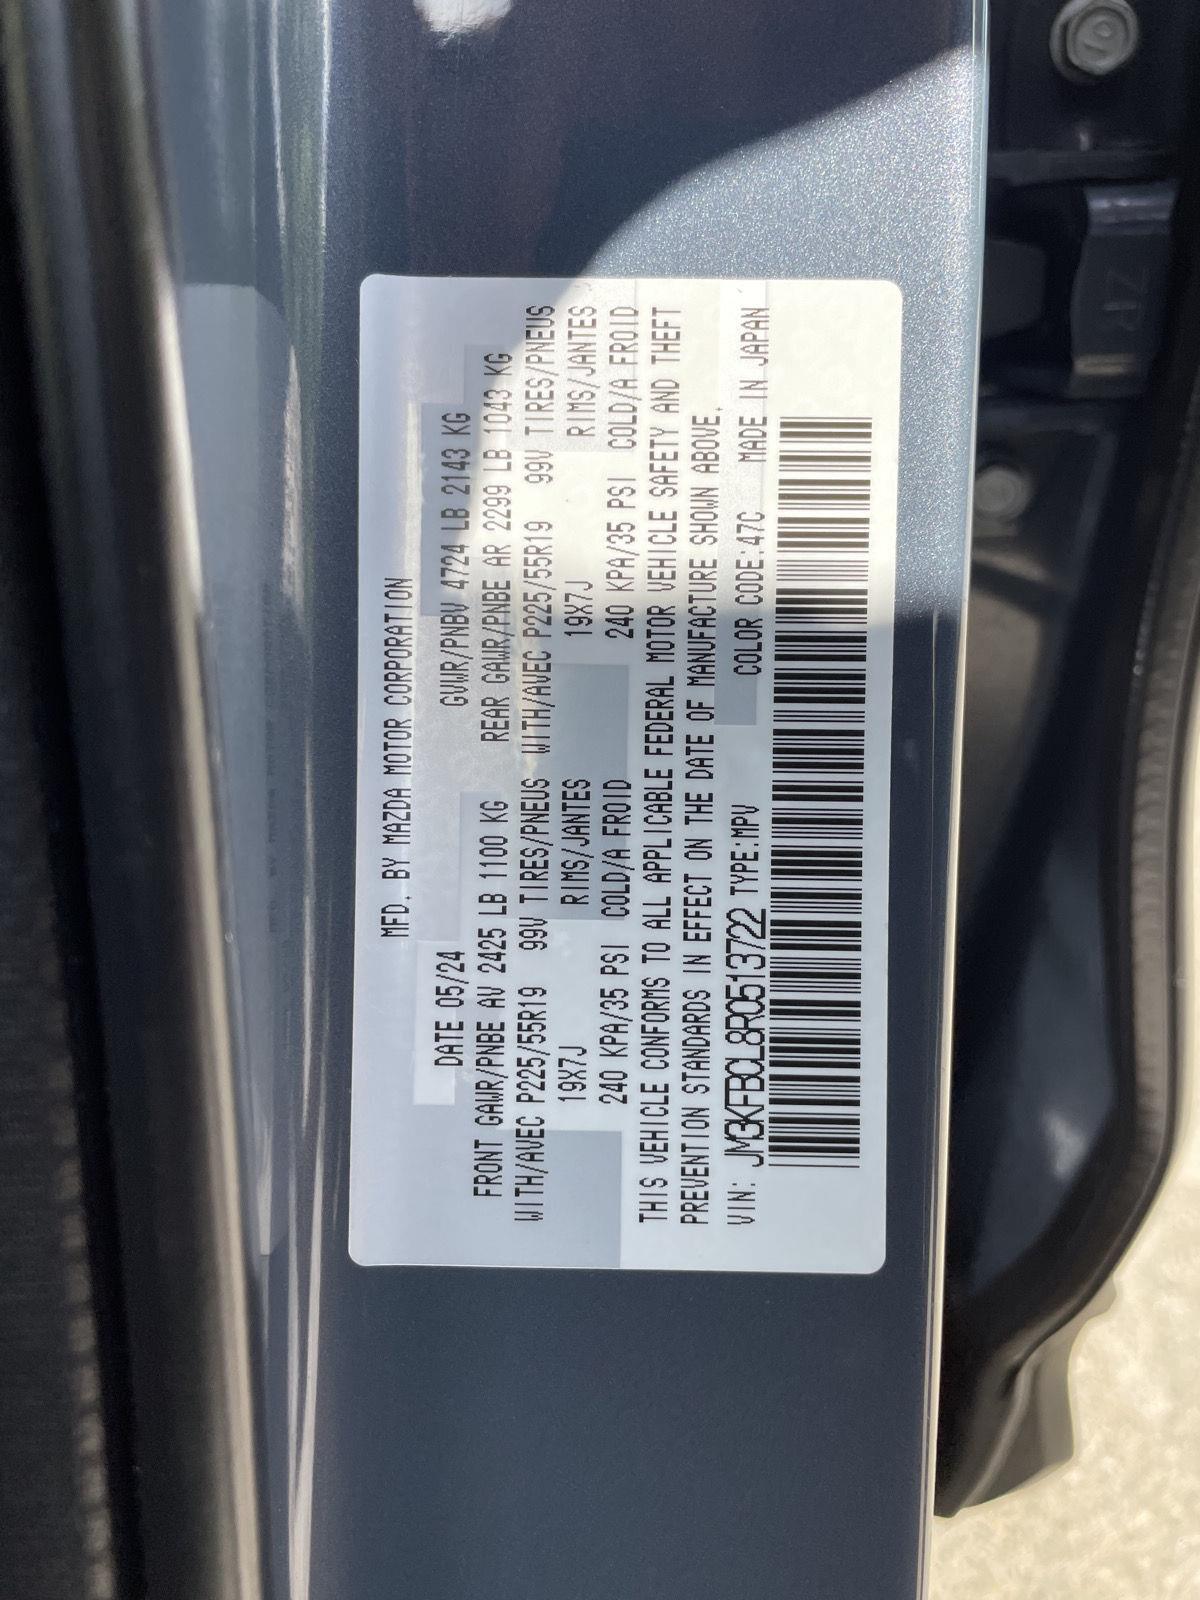 MFD. BY MAZDA MOTOR CORPORATION
DATE 05/24 GVWR/PNBV 4724 LB 2143 KG
FRONT GAWR/PNBE AV 2425 LB 1100 KG REAR GAWR/PNBE AR 2299 LB 1043 KG
WITH/AVEC P225/55R19 99V TIRES/PNEUS WITH/AVEC P225/55R19 99V TIRES/PNEUS
19X7J RIMS/JANTES 19X7J RIMS/JANTES
240 KPA/35 PSI COLD/A FROID 240 KPA/35 PSI COLD/A FROID
THIS VEHICLE CONFORMS TO ALL APPLICABLE FEDERAL MOTOR VEHICLE SAFETY AND THEFT
PREVENTION STANDARDS IN EFFECT ON THE DATE OF MANUFACTURE SHOWN ABOVE.
VIN: JM3KFBCL8R0513722 TYPE:MPV COLOR CODE:47C MADE IN JAPAN